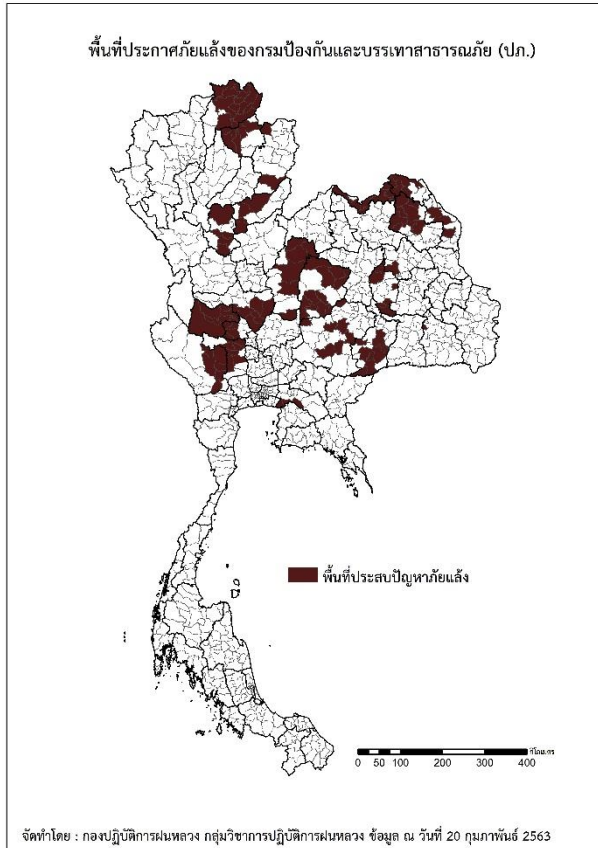 พื้นที่ประกาศภัยแล้งของกรมป้องกันและบรรเทาสาธารณภัย (ปภ.)
พื้นที่ประสบปัญหาภัยแล้ง
กิโลเมตร
0 50 100 200 300 400
จัดทำโดย : กองปฏิบัติการฝนหลวง กลุ่มวิชาการปฏิบัติการฝนหลวง ข้อมูล ณ วันที่ 20 กุมภาพันธ์ 2563